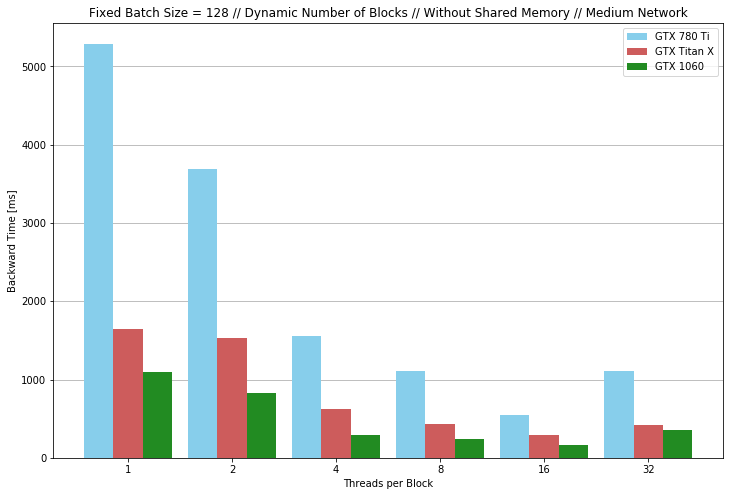 Fixed Batch Size = 128 // Dynamic Number of Blocks // Without Shared Memory // Medium Network
GTX 780 Ti
GTX Titan X
GTX 1060
Backward Time [ms]
5000
4000
3000
2000
1000
0
1 2 4 8 16 32
Threads per Block